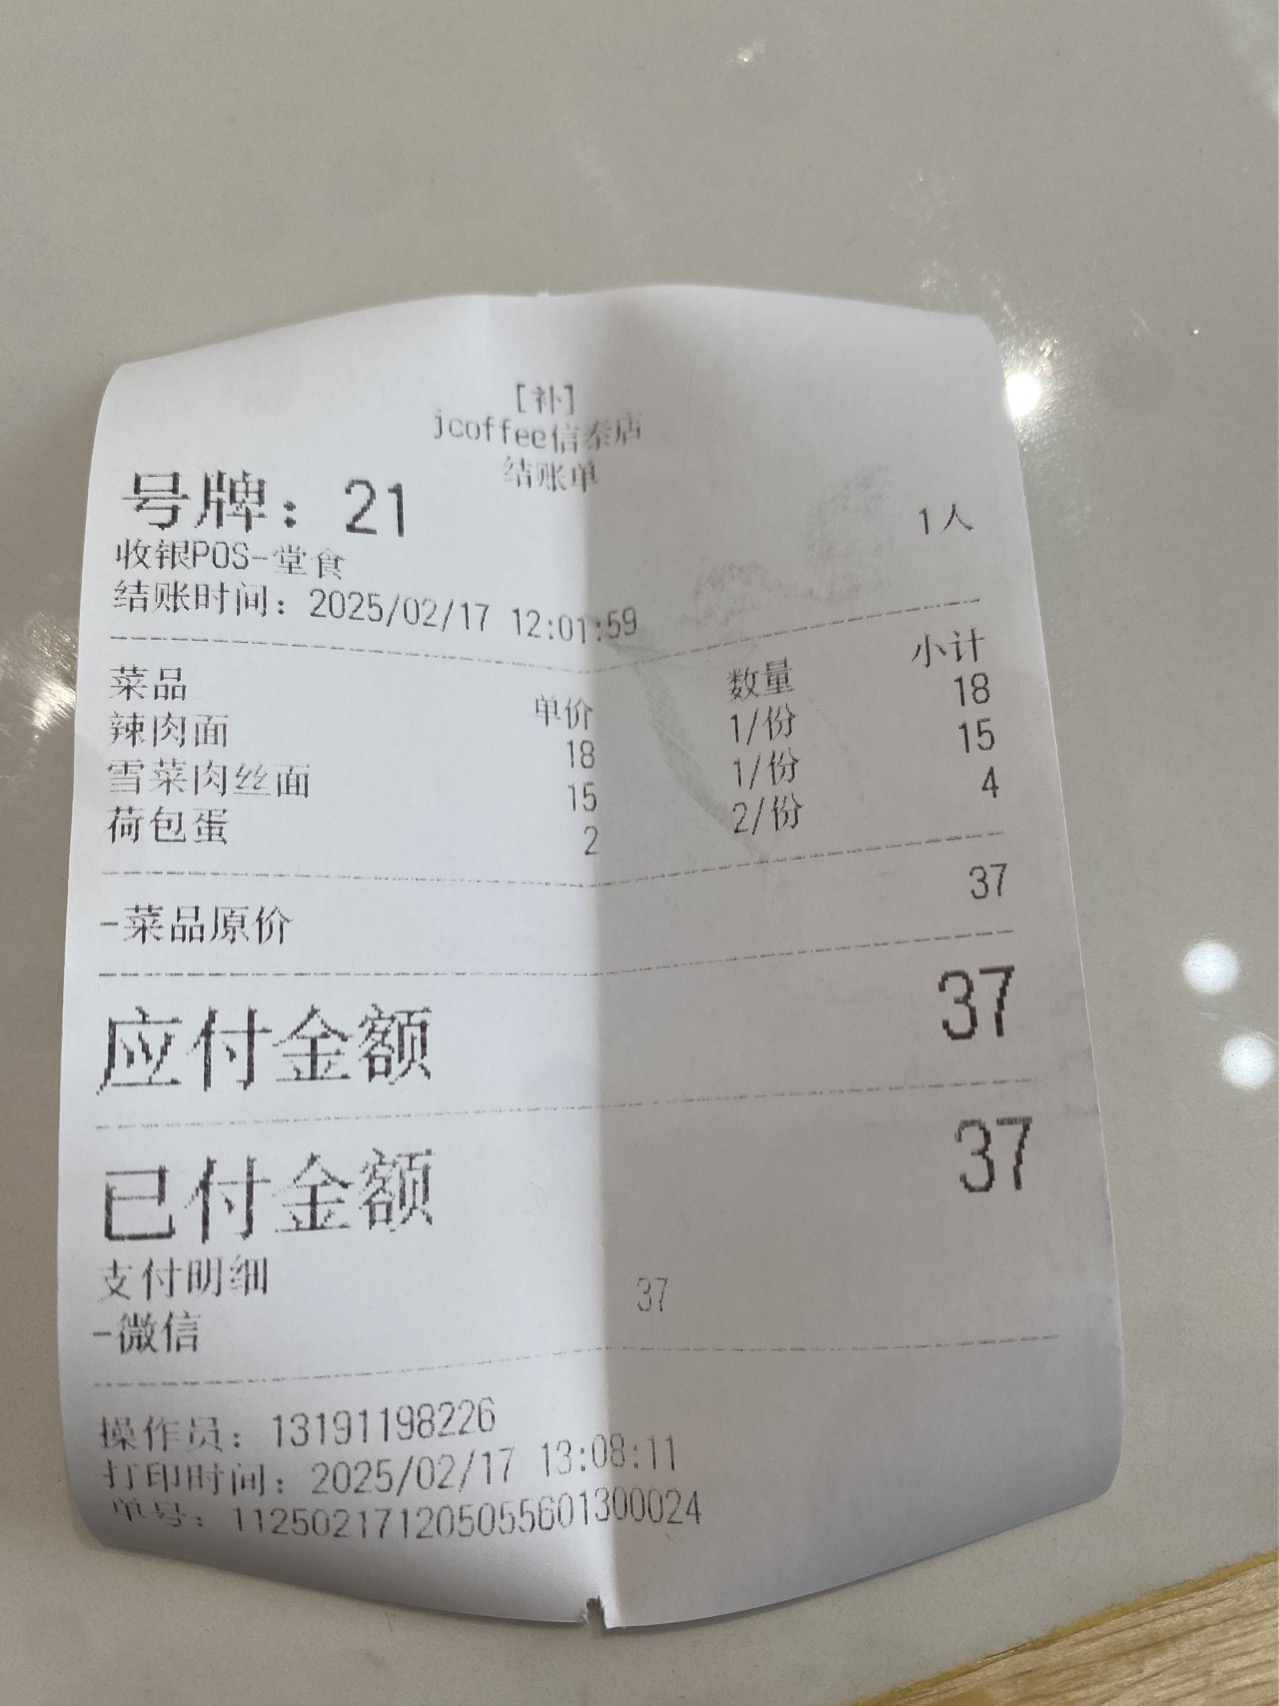 [补]
jcoffee信泰店
结账单
号牌：21
1人
收银POS-堂食
结账时间：2025/02/17 12:01:59
菜品 单价 数量 小计
辣肉面 18 1/份 18
雪菜肉丝面 15 1/份 15
荷包蛋 2 2/份 4
-菜品原价 37
应付金额 37
已付金额 37
支付明细
-微信 37
操作员：13191198226
打印时间：2025/02/17 13:08:11
单号：11250217120505560130​0024